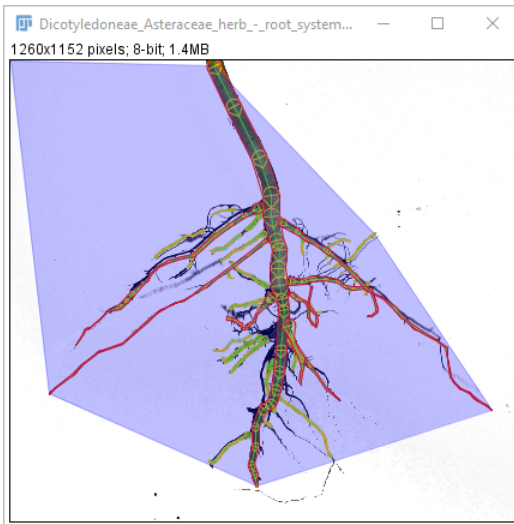 Dicotyledoneae_Asteraceae_herb_-_root_system...
1260x1152 pixels; 8-bit; 1.4MB